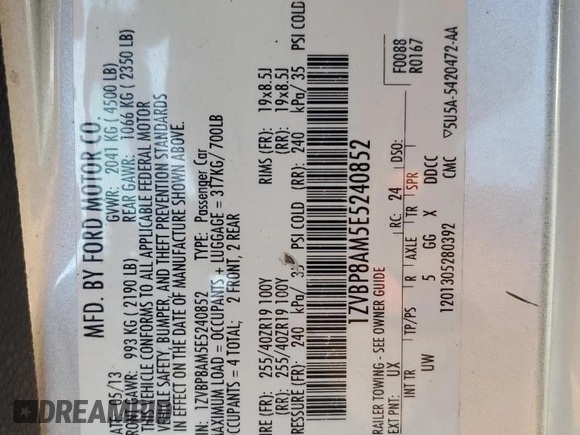 MFD. BY FORD MOTOR CO.
GVWR: 2041 KG ( 4500 LB)
993 KG ( 2190 LB) REAR GAWR: 1066 KG ( 2350 LB)
VEHICLE CONFORMS TO ALL APPLICABLE FEDERAL MOTOR
VEHICLE SAFETY, BUMPER, AND THEFT PREVENTION STANDARDS
IN EFFECT ON THE DATE OF MANUFACTURE SHOWN ABOVE.
1ZVBP8AM5E5240852 TYPE: Passenger Car
MAXIMUM LOAD = OCCUPANTS + LUGGAGE = 317KG/ 700LB
OCCUPANTS = 4 TOTAL: 2 FRONT, 2 REAR
(FR): 255/40ZR19 100Y RIMS (FR): 19x8.5J
(RR): 255/40ZR19 100Y (RR): 19x8.5J
PRESSURE (FR): 240 kPa/ PSI COLD (RR): 240 kPa/ 35 PSI COLD
1ZVBP8AM5E5240852
F0088
R0167
TRAILER TOWING - SEE OWNER GUIDE
EXT PNT: UX RC: 24 DSO:
INT TR TP/PS R AXLE TR SPR
UW 5 GG X DDCC
1201305280392 CMC 5U5A-5420472-AA
DREAMBID